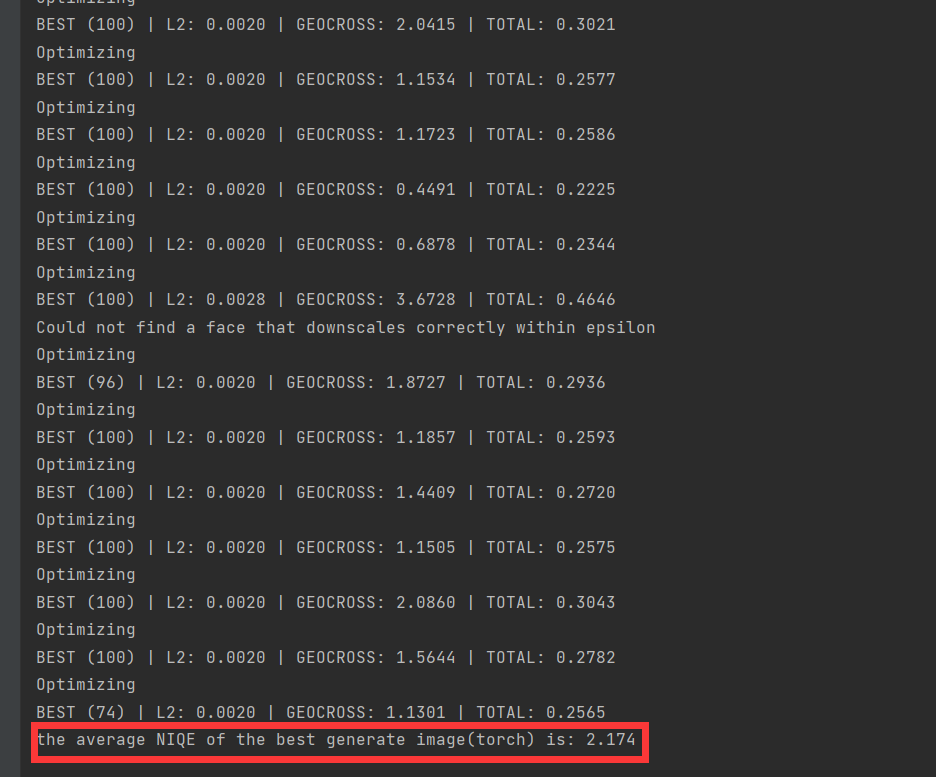 Optimizing
BEST (100) | L2: 0.0020 | GEOCROSS: 2.0415 | TOTAL: 0.3021
Optimizing
BEST (100) | L2: 0.0020 | GEOCROSS: 1.1534 | TOTAL: 0.2577
Optimizing
BEST (100) | L2: 0.0020 | GEOCROSS: 1.1723 | TOTAL: 0.2586
Optimizing
BEST (100) | L2: 0.0020 | GEOCROSS: 0.4491 | TOTAL: 0.2225
Optimizing
BEST (100) | L2: 0.0020 | GEOCROSS: 0.6878 | TOTAL: 0.2344
Optimizing
BEST (100) | L2: 0.0028 | GEOCROSS: 3.6728 | TOTAL: 0.4646
Could not find a face that downscales correctly within epsilon
Optimizing
BEST (96) | L2: 0.0020 | GEOCROSS: 1.8727 | TOTAL: 0.2936
Optimizing
BEST (100) | L2: 0.0020 | GEOCROSS: 1.1857 | TOTAL: 0.2593
Optimizing
BEST (100) | L2: 0.0020 | GEOCROSS: 1.4409 | TOTAL: 0.2720
Optimizing
BEST (100) | L2: 0.0020 | GEOCROSS: 1.1505 | TOTAL: 0.2575
Optimizing
BEST (100) | L2: 0.0020 | GEOCROSS: 2.0860 | TOTAL: 0.3043
Optimizing
BEST (100) | L2: 0.0020 | GEOCROSS: 1.5644 | TOTAL: 0.2782
Optimizing
BEST (74) | L2: 0.0020 | GEOCROSS: 1.1301 | TOTAL: 0.2565
the average NIQE of the best generate image(torch) is: 2.174